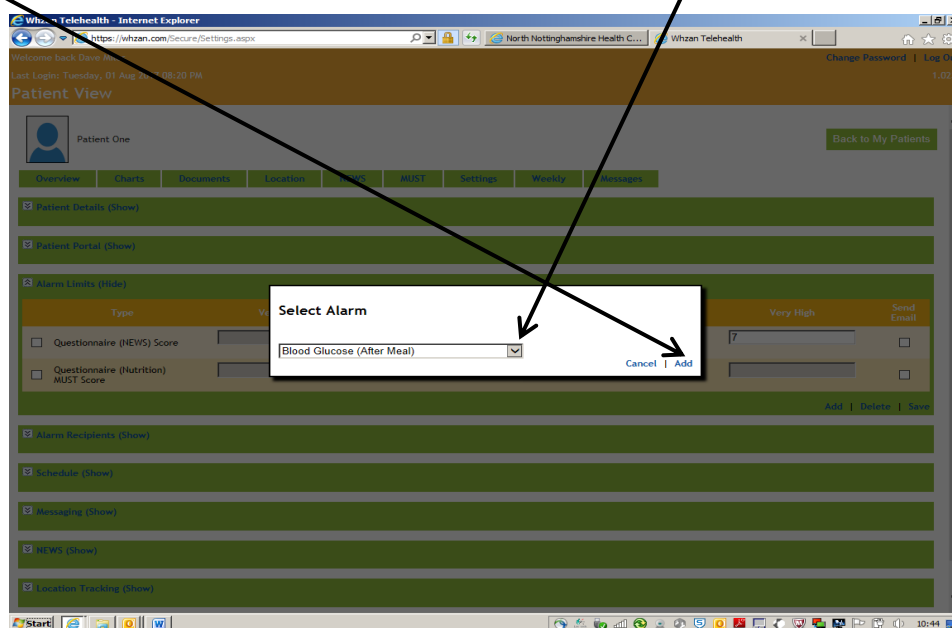 Whzan Telehealth - Internet Explorer
https://whzan.com/Secure/Settings.aspx
North Nottinghamshire Health C...
Whzan Telehealth
Welcome back Dave
Change Password | Log
Last Login: Tuesday, 01 Aug 08:20 PM
1.02
Patient View
Patient One
Back to My Patients
Overview Charts Documents Location NEWS MUST Settings Weekly Messages
Patient Details (Show)
Patient Portal (Show)
Alarm Limits (Hide)
Type Very High Send Email
Select Alarm
Questionnaire (NEWS) Score 7
Blood Glucose (After Meal)
Cancel | Add
Questionnaire (Nutrition)
MUST Score
Add | Delete | Save
Alarm Recipients (Show)
Schedule (Show)
Messaging (Show)
NEWS (Show)
Location Tracking (Show)
Start
10:44